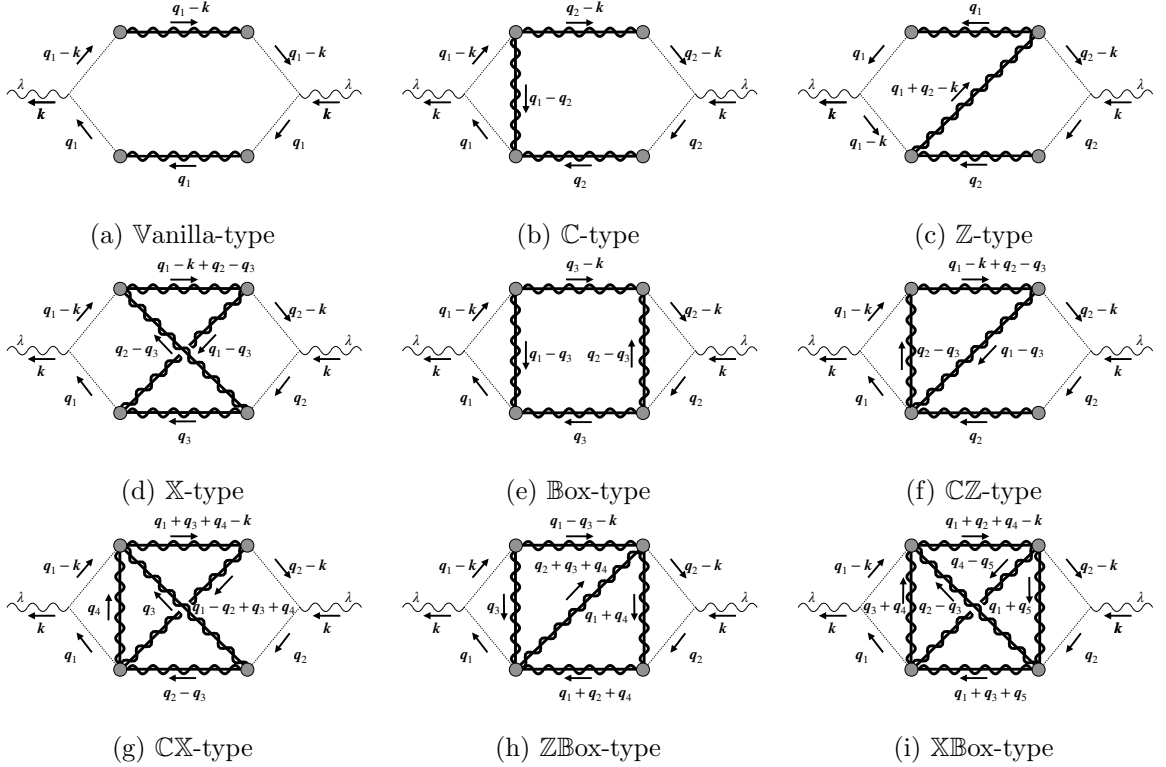 q₁ − k
q₁ − k
q₁ − k
λ
λ
k
k
q₁
q₁
q₁
(a) 𝕍anilla-type
q₂ − k
q₁ − k
q₂ − k
λ
λ
q₁ − q₂
k
k
q₁
q₂
q₂
(b) ℂ-type
q₁
q₁
q₂ − k
λ
λ
q₁ + q₂ − k
k
k
q₁ − k
q₂
q₂
(c) ℤ-type
q₁ − k + q₂ − q₃
q₁ − k
q₂ − k
λ
λ
q₂ − q₃
q₁ − q₃
k
k
q₁
q₂
q₃
(d) 𝕏-type
q₃ − k
q₁ − k
q₂ − k
λ
λ
q₁ − q₃
q₂ − q₃
k
k
q₁
q₂
q₃
(e) 𝔹ox-type
q₁ − k + q₂ − q₃
q₁ − k
q₂ − k
λ
λ
q₂ − q₃
q₁ − q₃
k
k
q₁
q₂
q₂
(f) ℂℤ-type
q₁ + q₃ + q₄ − k
q₁ − k
q₂ − k
λ
λ
q₄
q₃
q₁ − q₂ + q₃ + q₄
k
k
q₁
q₂
q₂ − q₃
(g) ℂ𝕏-type
q₁ − q₃ − k
q₁ − k
q₂ + q₃ + q₄
q₂ − k
λ
λ
q₃
q₁ + q₄
k
k
q₁
q₂
q₁ + q₂ + q₄
(h) ℤ𝔹ox-type
q₁ + q₂ + q₄ − k
q₁ − k
q₄ − q₅
q₂ − k
λ
λ
q₃ + q₄
q₂ − q₃
q₁ + q₅
k
k
q₁
q₂
q₁ + q₃ + q₅
(i) 𝕏𝔹ox-type